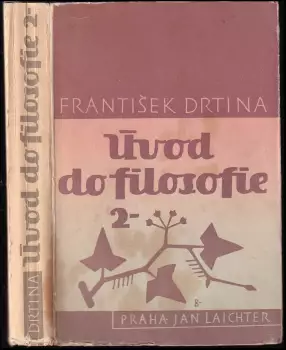 DRTINA Úvod do filosofie 2-
FRANTIŠEK DRTINA
Úvod
do filosofie
2-
B-
PRAHA JAN LAICHTER